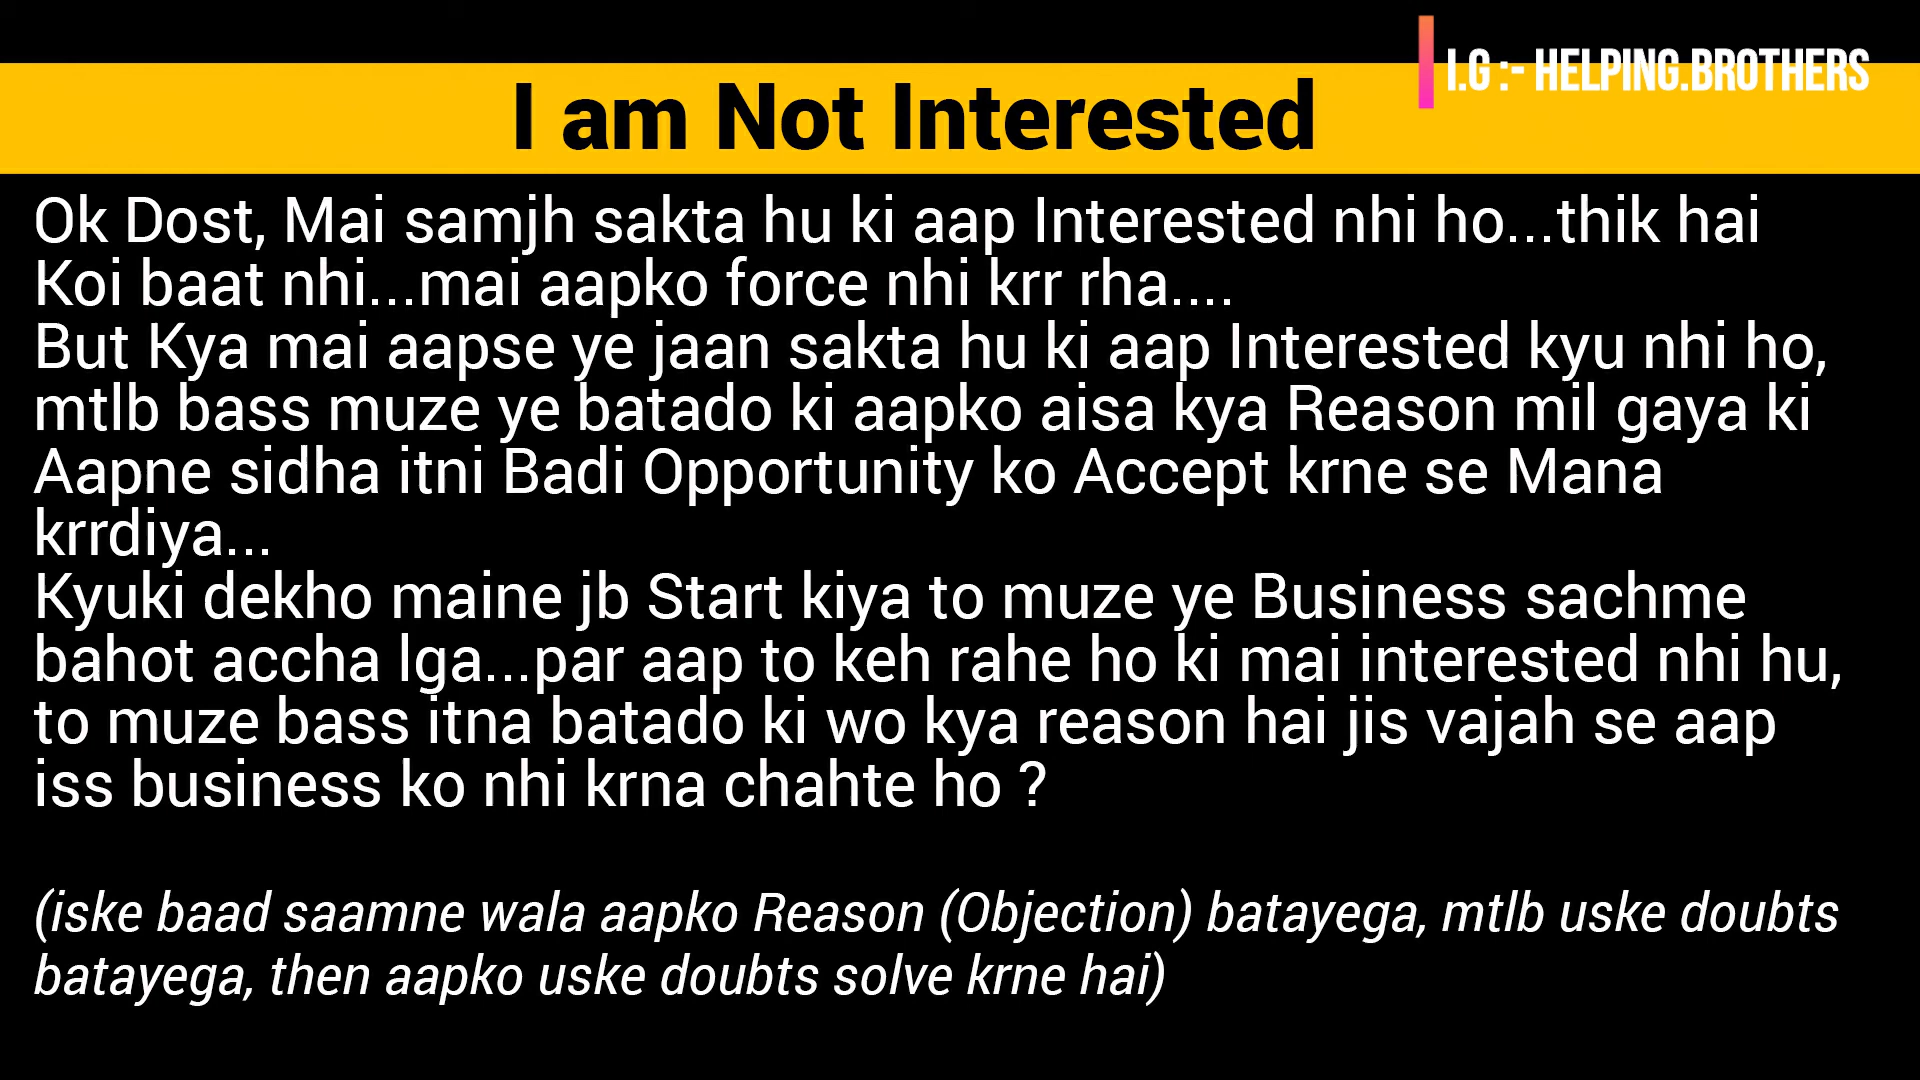 I.G :- HELPING.BROTHERS
I am Not Interested
Ok Dost, Mai samjh sakta hu ki aap Interested nhi ho...thik hai
Koi baat nhi...mai aapko force nhi krr rha....
But Kya mai aapse ye jaan sakta hu ki aap Interested kyu nhi ho,
mtlb bass muze ye batado ki aapko aisa kya Reason mil gaya ki
Aapne sidha itni Badi Opportunity ko Accept krne se Mana
krrdiya...
Kyuki dekho maine jb Start kiya to muze ye Business sachme
bahot accha lga...par aap to keh rahe ho ki mai interested nhi hu,
to muze bass itna batado ki wo kya reason hai jis vajah se aap
iss business ko nhi krna chahte ho ?
(iske baad saamne wala aapko Reason (Objection) batayega, mtlb uske doubts
batayega, then aapko uske doubts solve krne hai)